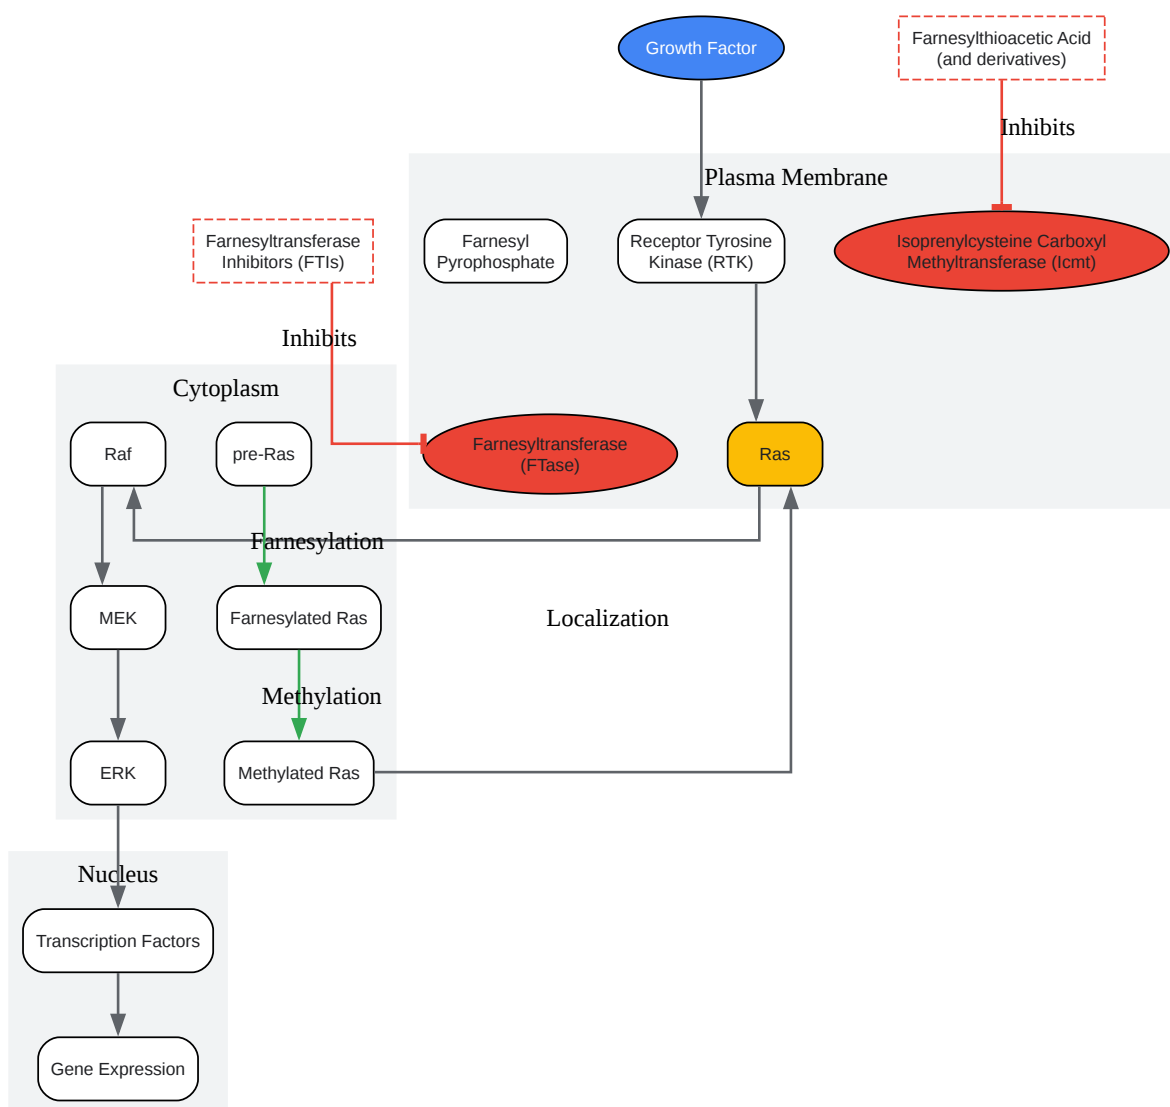 Growth Factor
Farnesylthioacetic Acid
(and derivatives)
Inhibits
Plasma Membrane
Farnesyltransferase
Inhibitors (FTIs)
Farnesyl
Pyrophosphate
Receptor Tyrosine
Kinase (RTK)
Isoprenylcysteine Carboxyl
Methyltransferase (Icmt)
Inhibits
Cytoplasm
Raf
pre-Ras
Farnesyltransferase
(FTase)
Ras
Farnesylation
MEK
Farnesylated Ras
Localization
Methylation
ERK
Methylated Ras
Nucleus
Transcription Factors
Gene Expression